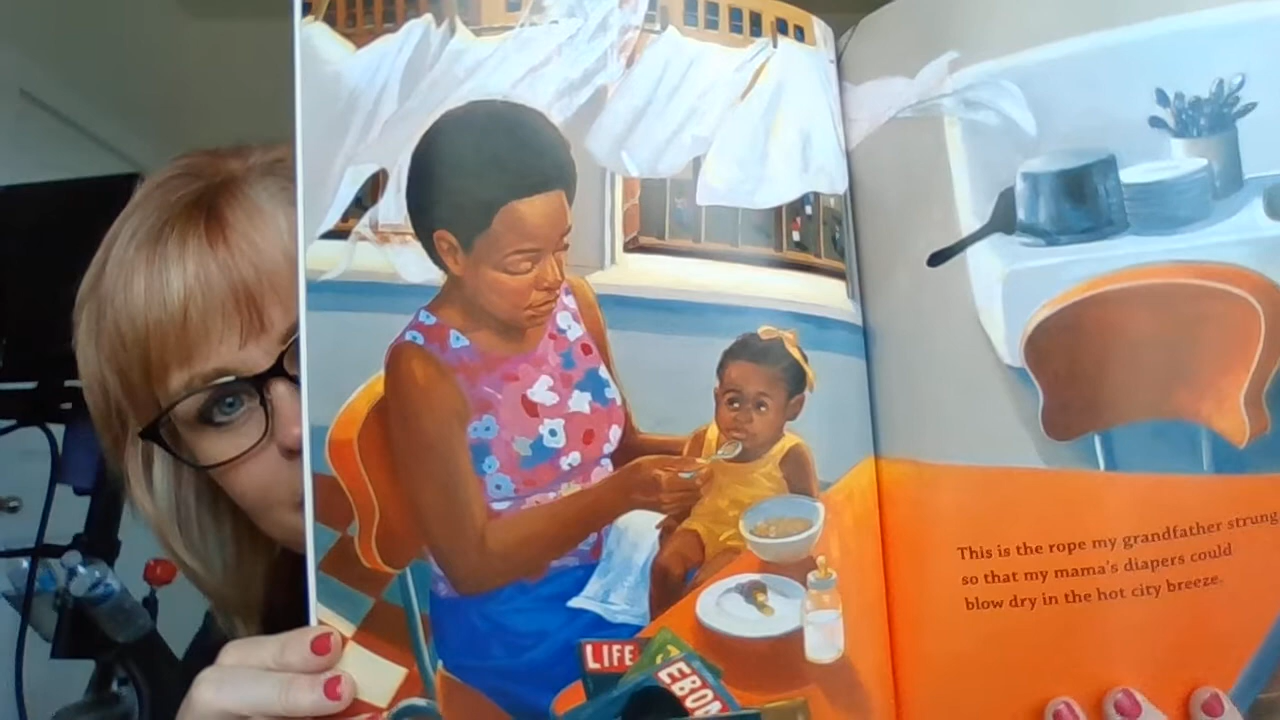 LIFE
EBON
This is the rope my grandfather strung
so that my mama's diapers could
blow dry in the hot city breeze.